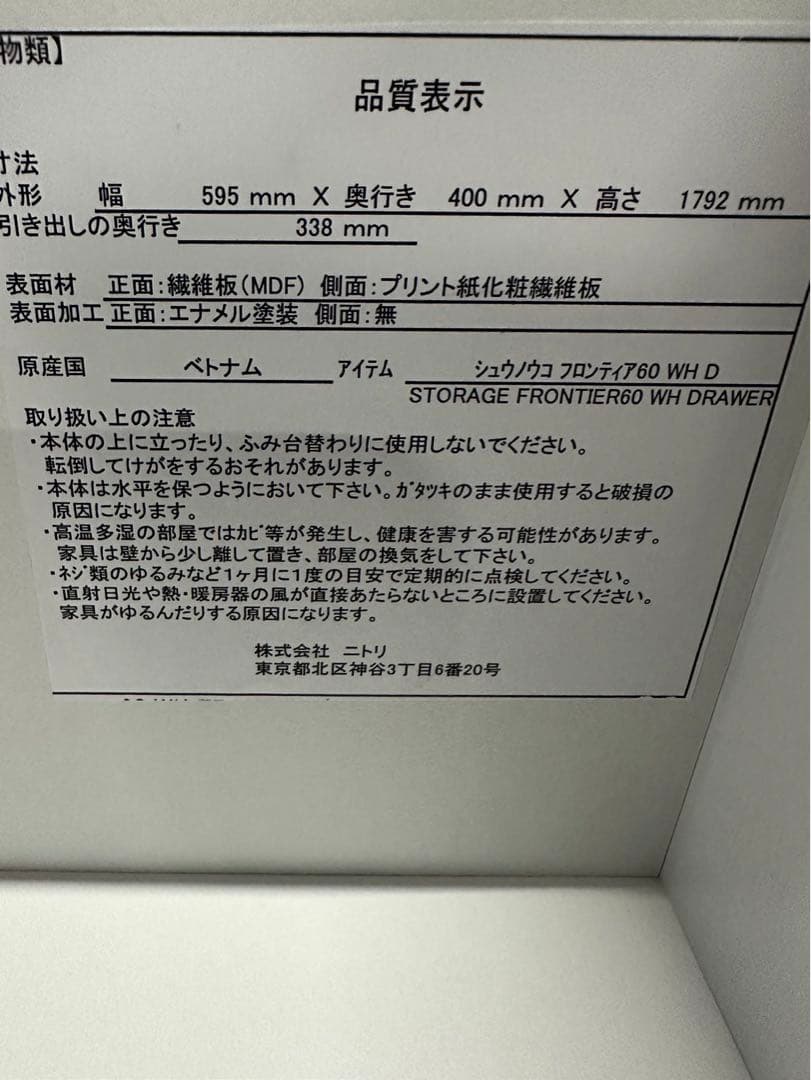 物類】
品質表示
寸法
外形 幅 595 mm X 奥行き 400 mm X 高さ 1792 mm
引き出しの奥行き 338 mm
表面材 正面:繊維板(MDF) 側面:プリント紙化粧繊維板
表面加工 正面:エナメル塗装 側面:無
原産国 ベトナム アイテム シュウノウコ フロンティア60 WH D
STORAGE FRONTIER60 WH DRAWER
取り扱い上の注意
・本体の上に立ったり、ふみ台替わりに使用しないでください。
転倒してけがをするおそれがあります。
・本体は水平を保つようにおいて下さい。ガタツキのまま使用すると破損の
原因になります。
・高温多湿の部屋ではカビ等が発生し、健康を害する可能性があります。
家具は壁から少し離して置き、部屋の換気をして下さい。
・ネジ類のゆるみなど1ヶ月に1度の目安で定期的に点検してください。
・直射日光や熱・暖房器の風が直接あたらないところに設置してください。
家具がゆるんだりする原因になります。
株式会社 ニトリ
東京都北区神谷3丁目6番20号